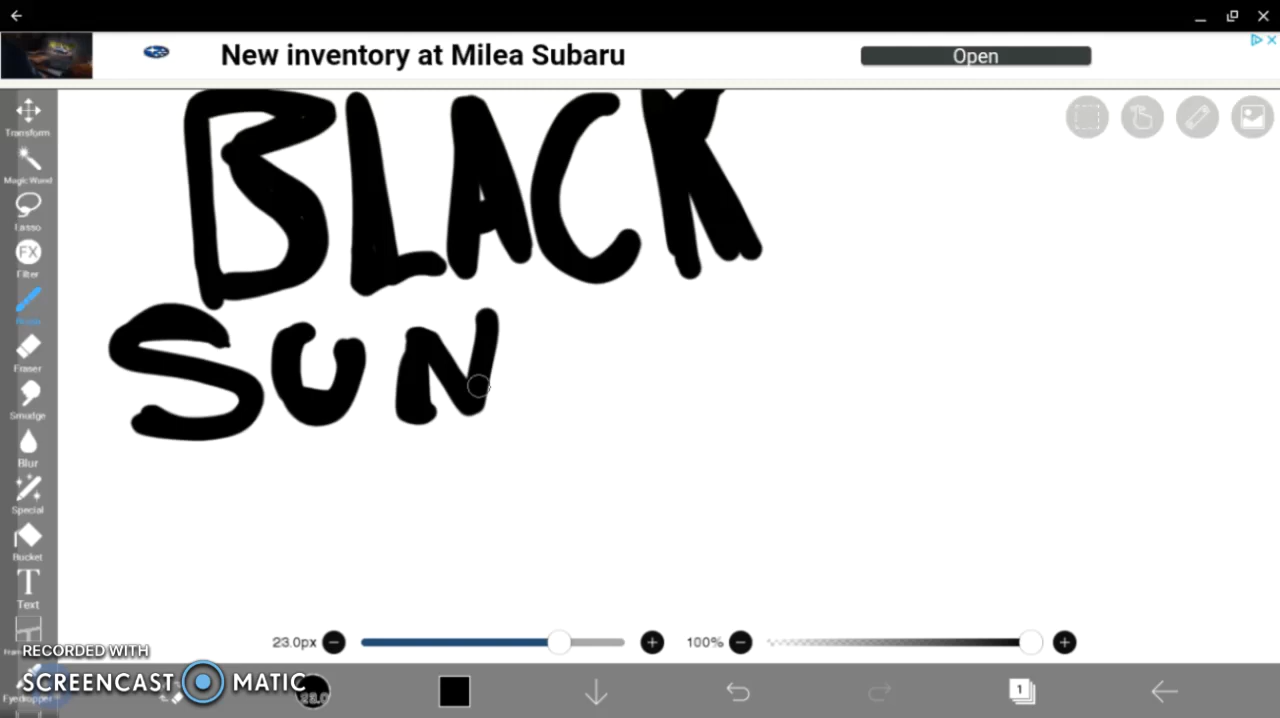 New inventory at Milea Subaru
Open
Transform
Magic Wand
Lasso
FX
Filter
Eraser
Smudge
Blur
Special
Bucket
T
Text
Eyedropper
BLACK
SUN
23.0px
100%
1
RECORDED WITH
SCREENCAST MATIC